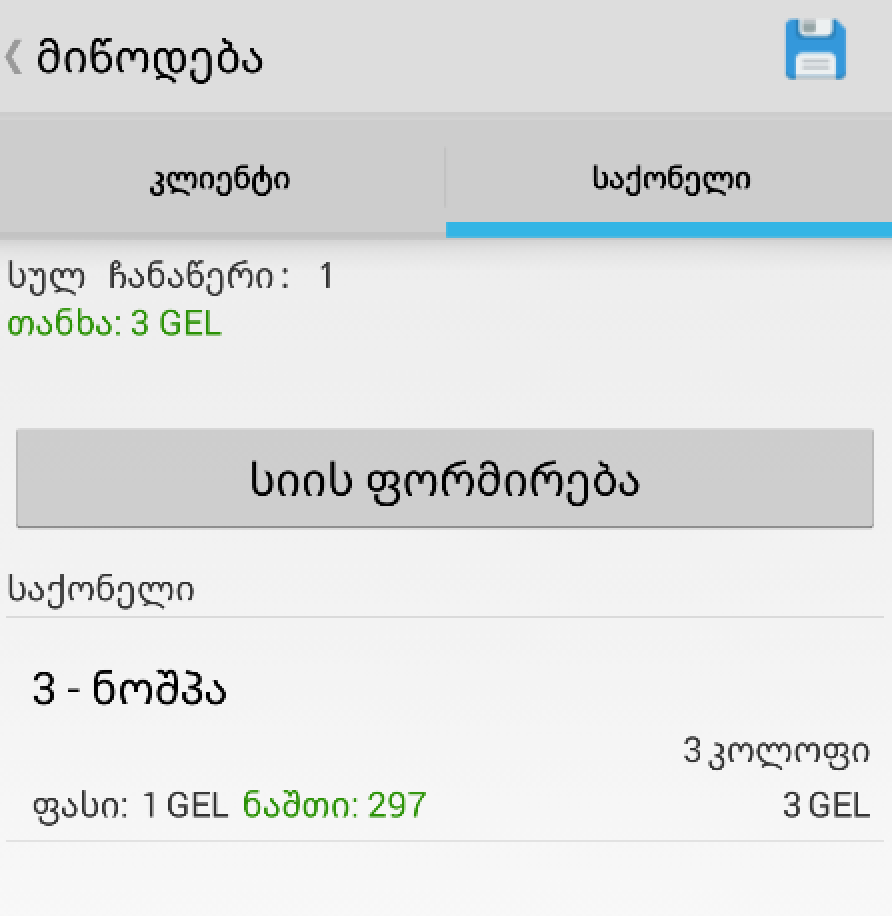 მიწოდება
კლიენტი
საქონელი
სულ ჩანაწერი: 1
თანხა: 3 GEL
სიის ფორმირება
საქონელი
3 - ნოშპა
3 კოლოფი
ფასი: 1 GEL ნაშთი: 297
3 GEL